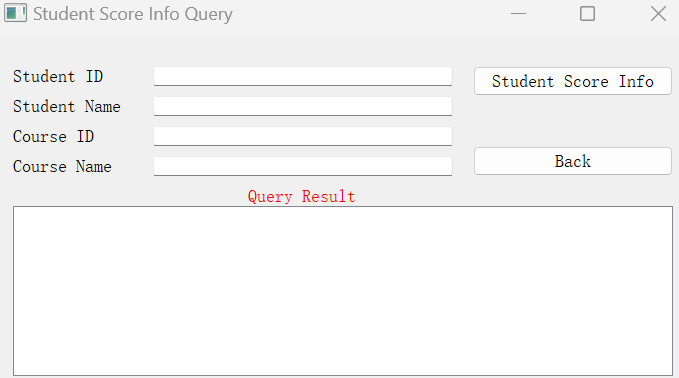 Student Score Info Query
Student ID
Student Score Info
Student Name
Course ID
Back
Course Name
Query Result